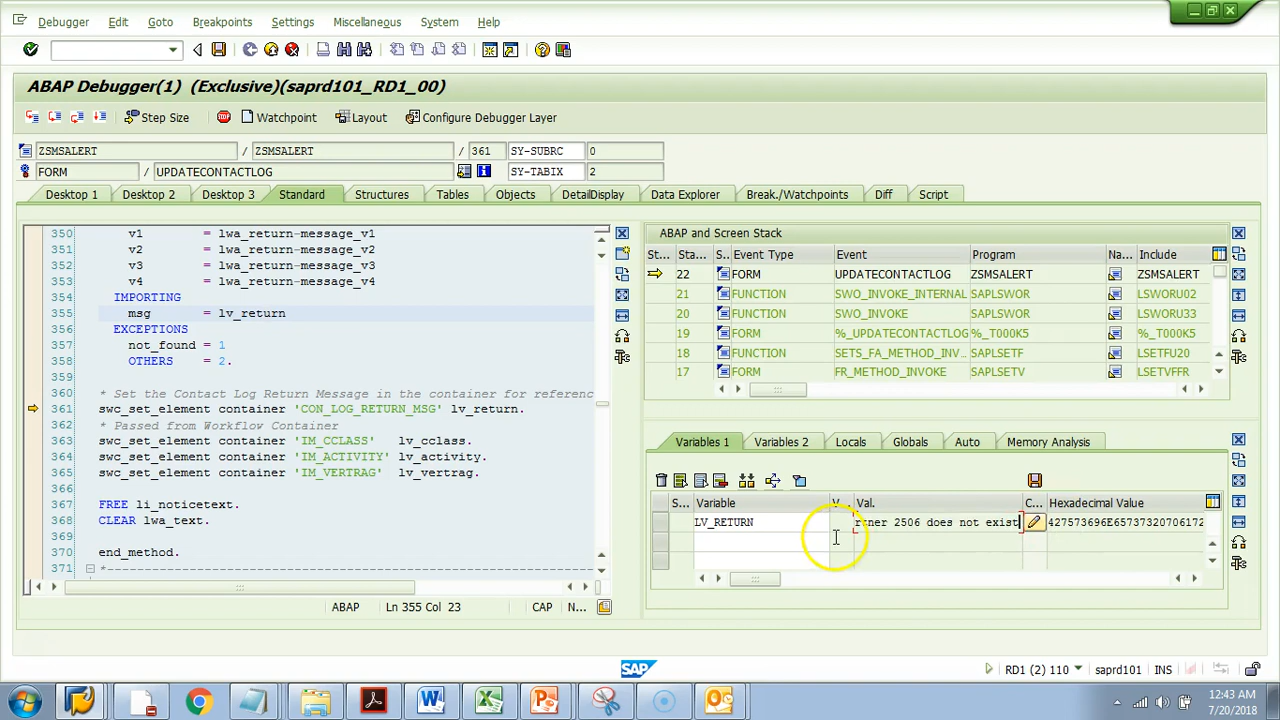 Debugger Edit Goto Breakpoints Settings Miscellaneous System Help
ABAP Debugger(1) (Exclusive)(saprd101_RD1_00)
Step Size Watchpoint Layout Configure Debugger Layer
ZSMSALERT / ZSMSALERT / 361 SY-SUBRC 0
FORM / UPDATECONTACTLOG SY-TABIX 2
Desktop 1 Desktop 2 Desktop 3 Standard Structures Tables Objects DetailDisplay Data Explorer Break./Watchpoints Diff Script
350 v1 = lwa_return-message_v1
351 v2 = lwa_return-message_v2
352 v3 = lwa_return-message_v3
353 v4 = lwa_return-message_v4
354 IMPORTING
355 msg = lv_return
356 EXCEPTIONS
357 not_found = 1
358 OTHERS = 2.
359
360 * Set the Contact Log Return Message in the container for referenc
361 swc_set_element container 'CON_LOG_RETURN_MSG' lv_return.
362 * Passed from Workflow Container
363 swc_set_element container 'IM_CCLASS' lv_cclass.
364 swc_set_element container 'IM_ACTIVITY' lv_activity.
365 swc_set_element container 'IM_VERTRAG' lv_vertrag.
366
367 FREE li_noticetext.
368 CLEAR lwa_text.
369
370 end_method.
371 *---------------------------------------------------------------
ABAP Ln 355 Col 23 CAP N...
ABAP and Screen Stack
St... Sta... S.. Event Type Event Program Na... Include
22 FORM UPDATECONTACTLOG ZSMSALERT ZSMSALERT
21 FUNCTION SWO_INVOKE_INTERNAL SAPLSWOR LSWORU02
20 FUNCTION SWO_INVOKE SAPLSWOR LSWORU33
19 FORM %_UPDATECONTACTLOG %_T000K5 %_T000K5
18 FUNCTION SETS_FA_METHOD_INV... SAPLSETF LSETFU20
17 FORM FR_METHOD_INVOKE SAPLSETV LSETVFFR
Variables 1 Variables 2 Locals Globals Auto Memory Analysis
S... Variable V... Val. C... Hexadecimal Value
LV_RETURN rtner 2506 does not exist 427573696E65737320706172
SAP RD1 (2) 110 saprd101 INS
12:43 AM
7/20/2018